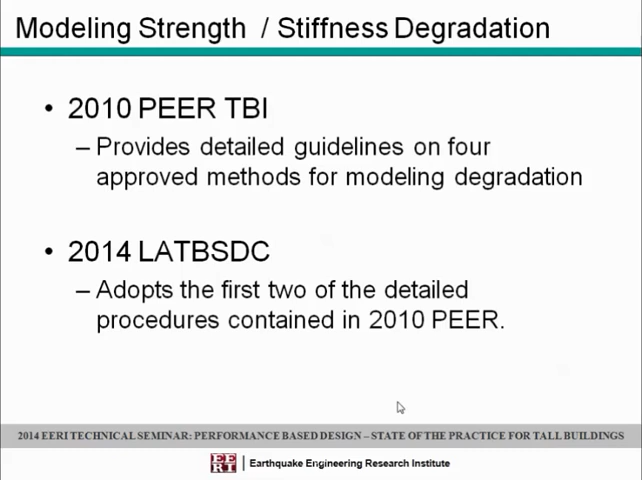 Modeling Strength / Stiffness Degradation
• 2010 PEER TBI
– Provides detailed guidelines on four
approved methods for modeling degradation
• 2014 LATBSDC
– Adopts the first two of the detailed
procedures contained in 2010 PEER.
2014 EERI TECHNICAL SEMINAR: PERFORMANCE BASED DESIGN – STATE OF THE PRACTICE FOR TALL BUILDINGS
EERI | Earthquake Engineering Research Institute